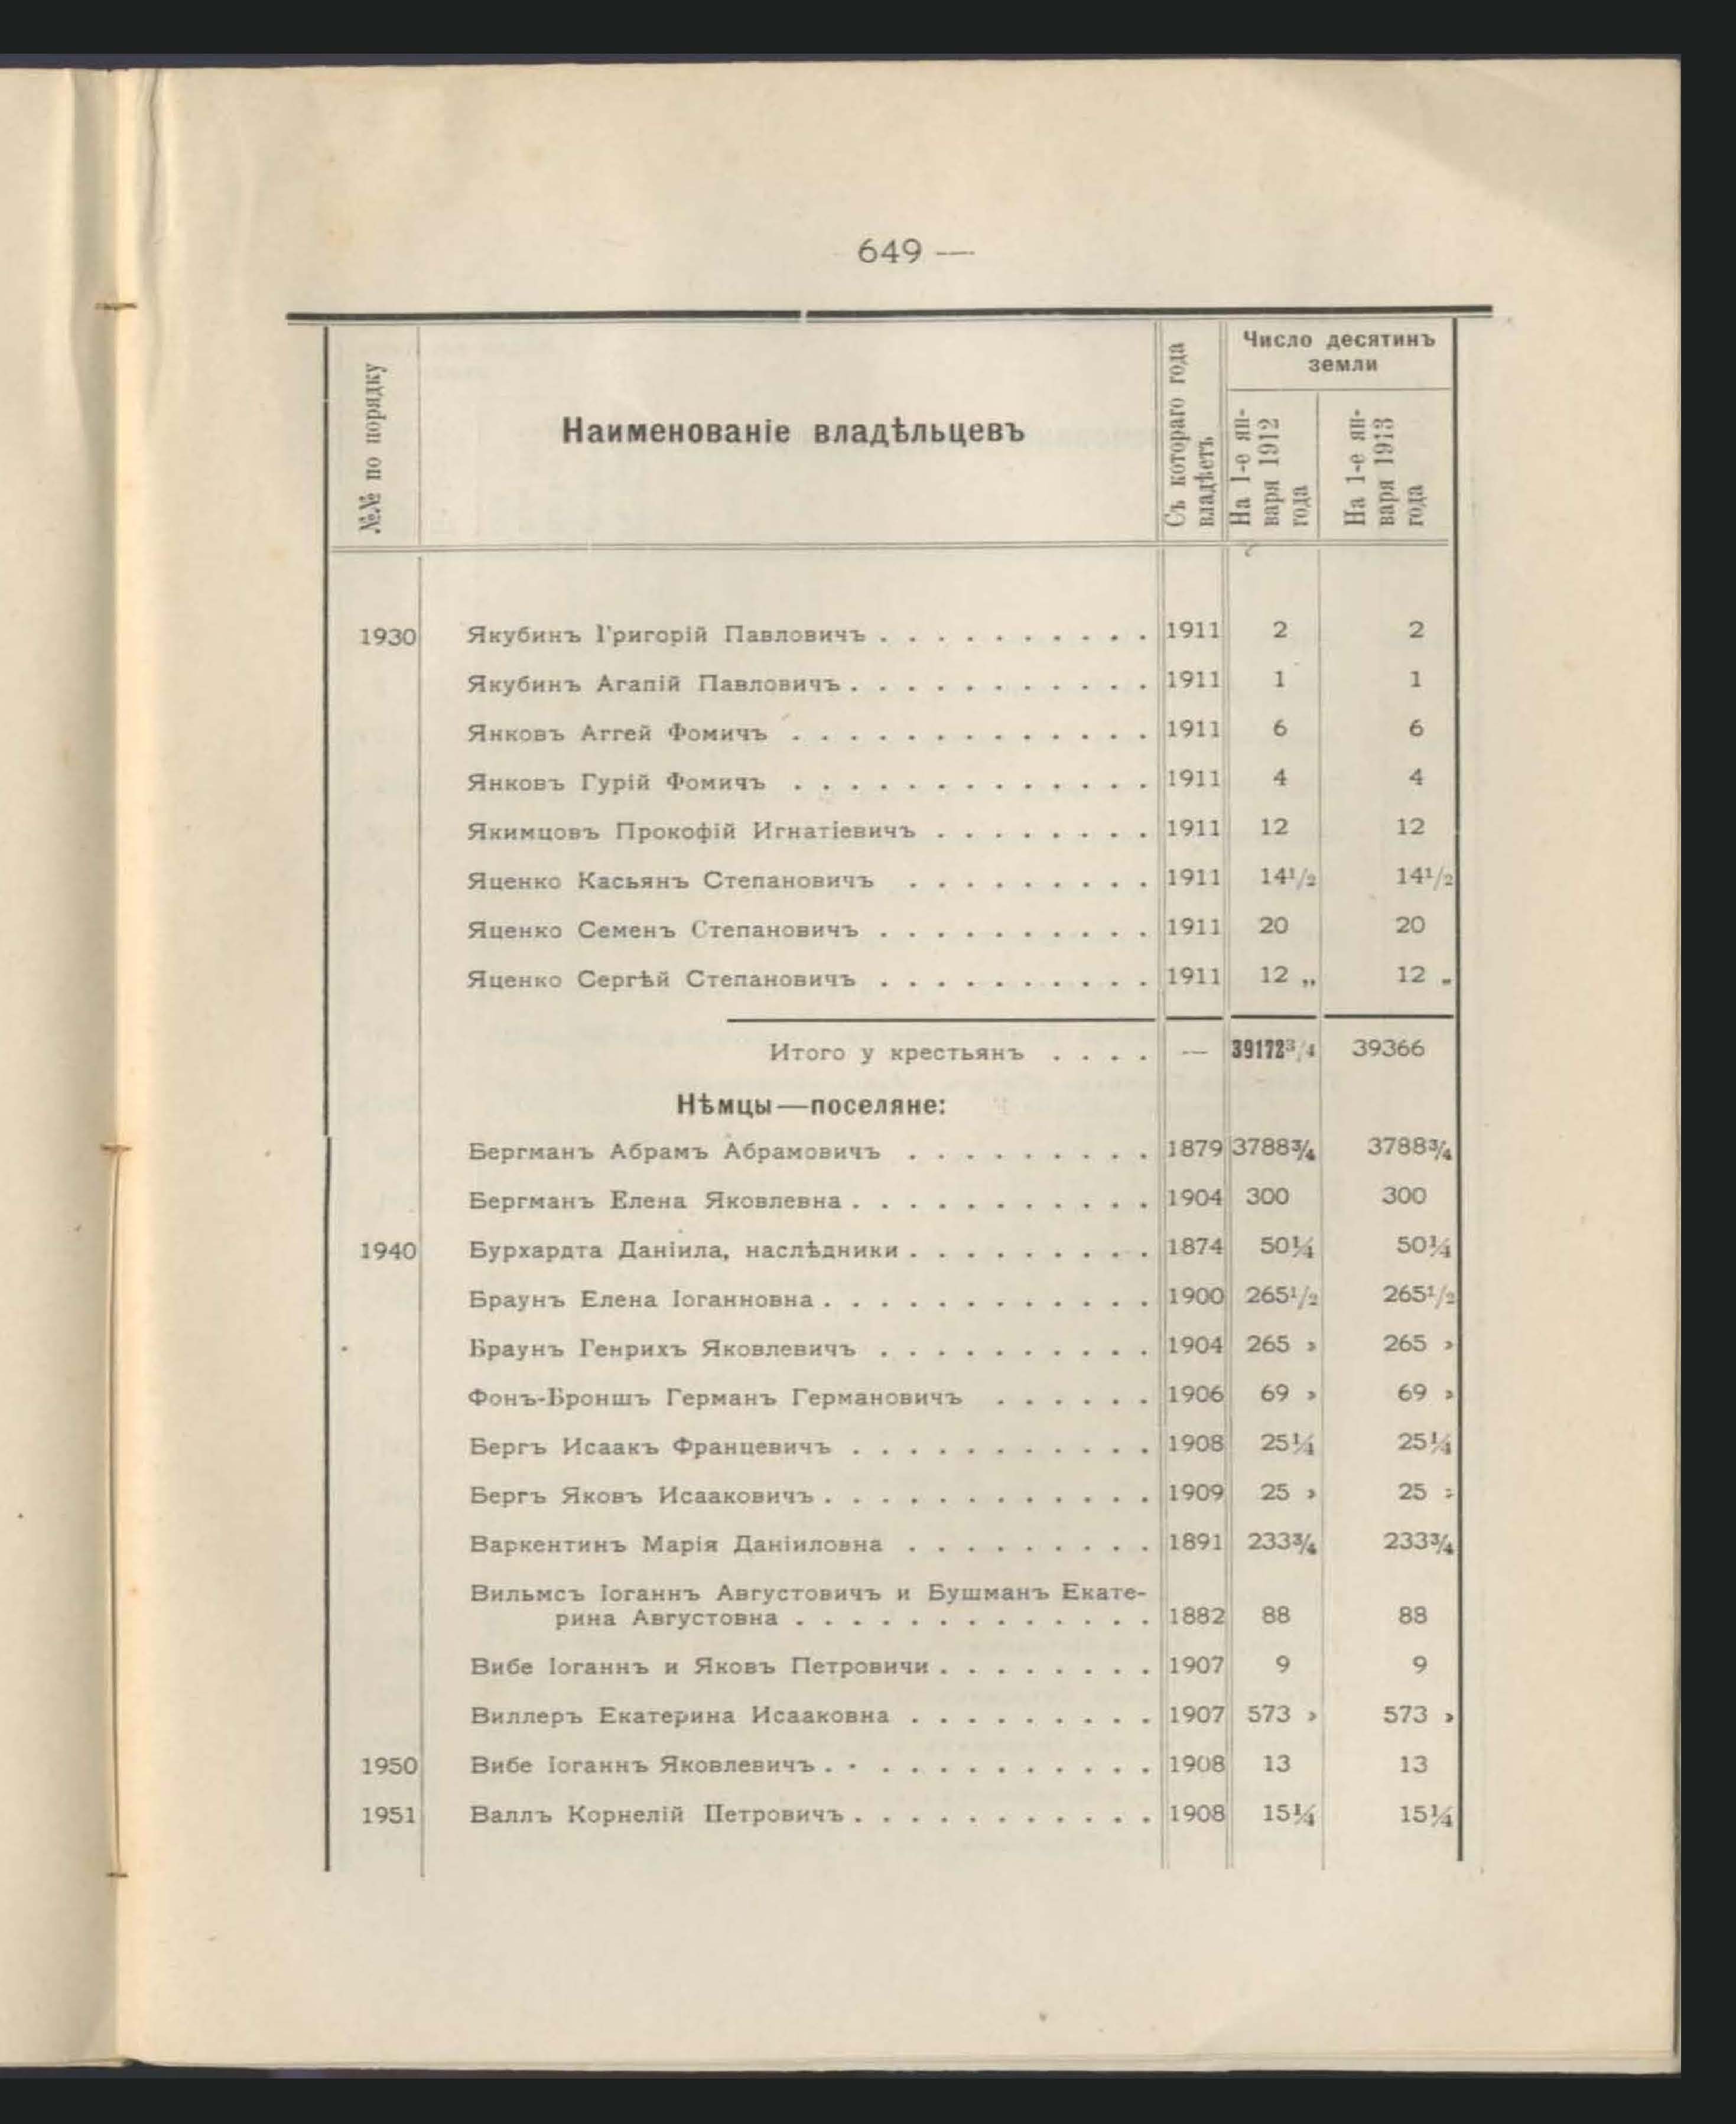 649 —
№№ по порядку
Наименованіе владѣльцевъ
Съ котораго года владѣетъ
Число десятинъ земли
На 1-е января 1912 года
На 1-е января 1913 года
1930 Якубинъ Григорій Павловичъ . . . . . . . . . . 1911 2 2
Якубинъ Агапій Павловичъ . . . . . . . . . . . 1911 1 1
Янковъ Аггей Фомичъ . . . . . . . . . . . . . 1911 6 6
Янковъ Гурій Фомичъ . . . . . . . . . . . . . 1911 4 4
Якимцовъ Прокофій Игнатіевичъ . . . . . . . . 1911 12 12
Яценко Касьянъ Степановичъ . . . . . . . . . 1911 14¹/₂ 14¹/₂
Яценко Семенъ Степановичъ . . . . . . . . . . 1911 20 20
Яценко Сергѣй Степановичъ . . . . . . . . . . 1911 12 „ 12 „
Итого у крестьянъ . . . . — 39172³/₄ 39366
Нѣмцы—поселяне:
Бергманъ Абрамъ Абрамовичъ . . . . . . . . . 1879 3788¾ 3788¾
Бергманъ Елена Яковлевна . . . . . . . . . . . 1904 300 300
1940 Бурхардта Даніила, наслѣдники . . . . . . . . . 1874 50¼ 50¼
Браунъ Елена Іоганновна . . . . . . . . . . . . 1900 265¹/₂ 265¹/₂
Браунъ Генрихъ Яковлевичъ . . . . . . . . . . 1904 265 » 265 »
Фонъ-Броншъ Германъ Германовичъ . . . . . . 1906 69 » 69 »
Бергъ Исаакъ Францевичъ . . . . . . . . . . . 1908 25¼ 25¼
Бергъ Яковъ Исааковичъ . . . . . . . . . . . . 1909 25 » 25 »
Варкентинъ Марія Даніиловна . . . . . . . . . 1891 233¾ 233¾
Вильмсъ Іоганнъ Августовичъ и Бушманъ Екате-
рина Августовна . . . . . . . . . . . . . 1882 88 88
Вибе Іоганнъ и Яковъ Петровичи . . . . . . . . 1907 9 9
Виллеръ Екатерина Исааковна . . . . . . . . . 1907 573 » 573 »
1950 Вибе Іоганнъ Яковлевичъ . . . . . . . . . . . . 1908 13 13
1951 Валлъ Корнелій Петровичъ . . . . . . . . . . . 1908 15¼ 15¼